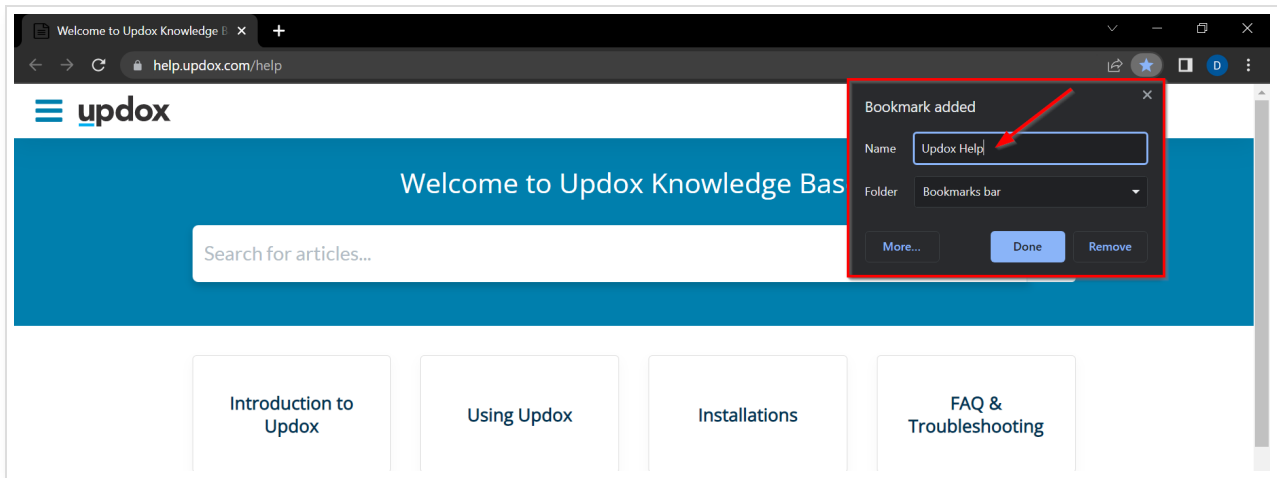 Welcome to Updox Knowledge B
help.updox.com/help
D
updox
Bookmark added
Name Updox Help
Folder Bookmarks bar
More... Done Remove
Welcome to Updox Knowledge Bas
Search for articles...
Introduction to
Updox
Using Updox
Installations
FAQ &
Troubleshooting